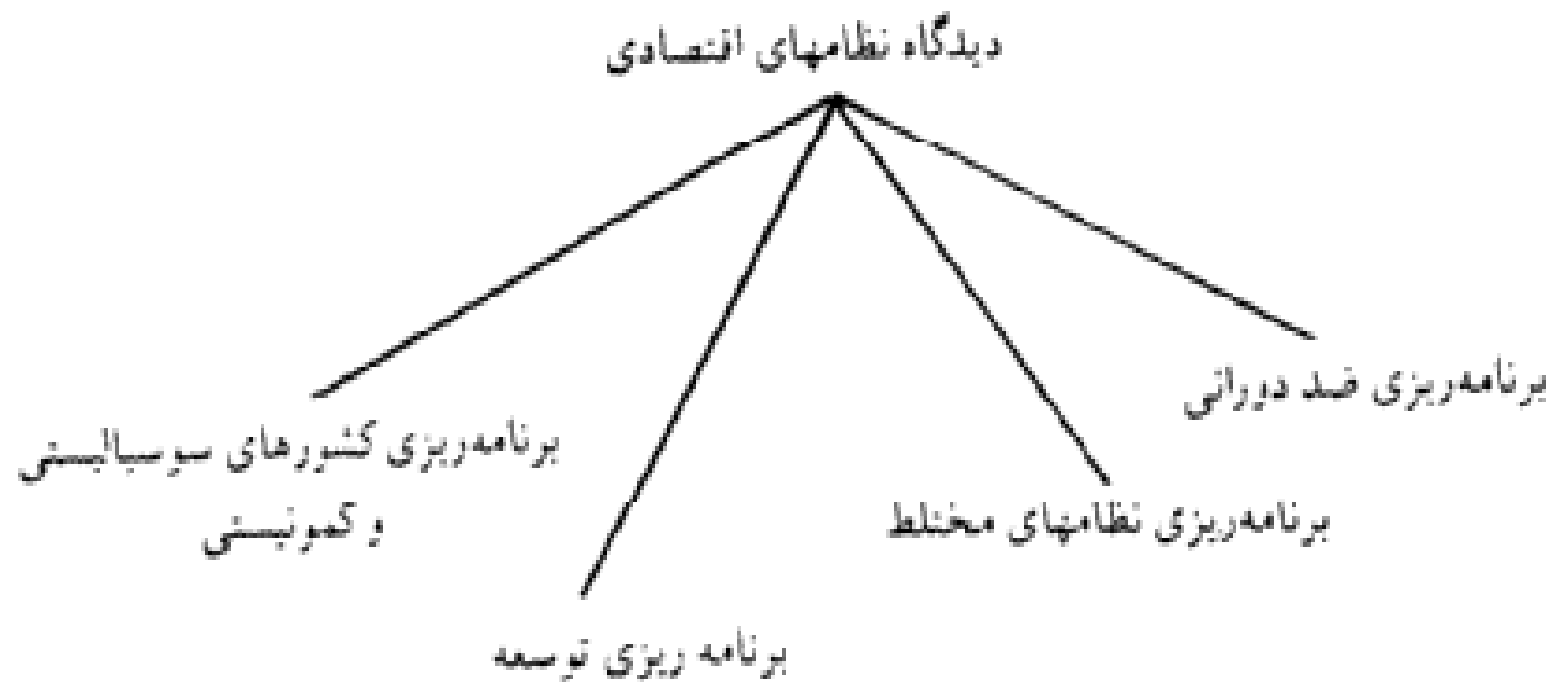 دیدگاه نظامهای اقتصادی
برنامه‌ریزی ضد دورانی
برنامه‌ریزی نظامهای مختلط
برنامه ریزی توسعه
برنامه‌ریزی کشورهای سوسیالیستی
و کمونیستی